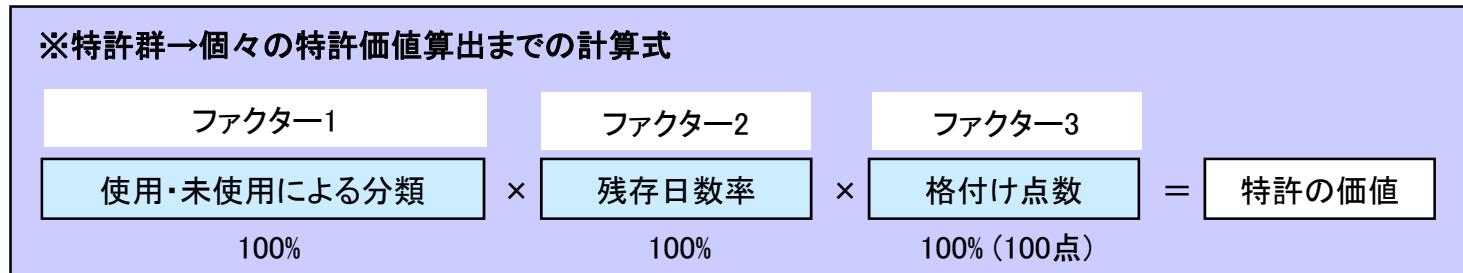 ※特許群→個々の特許価値算出までの計算式
ファクター1 ファクター2 ファクター3
使用・未使用による分類 × 残存日数率 × 格付け点数 = 特許の価値
100% 100% 100% (100点)